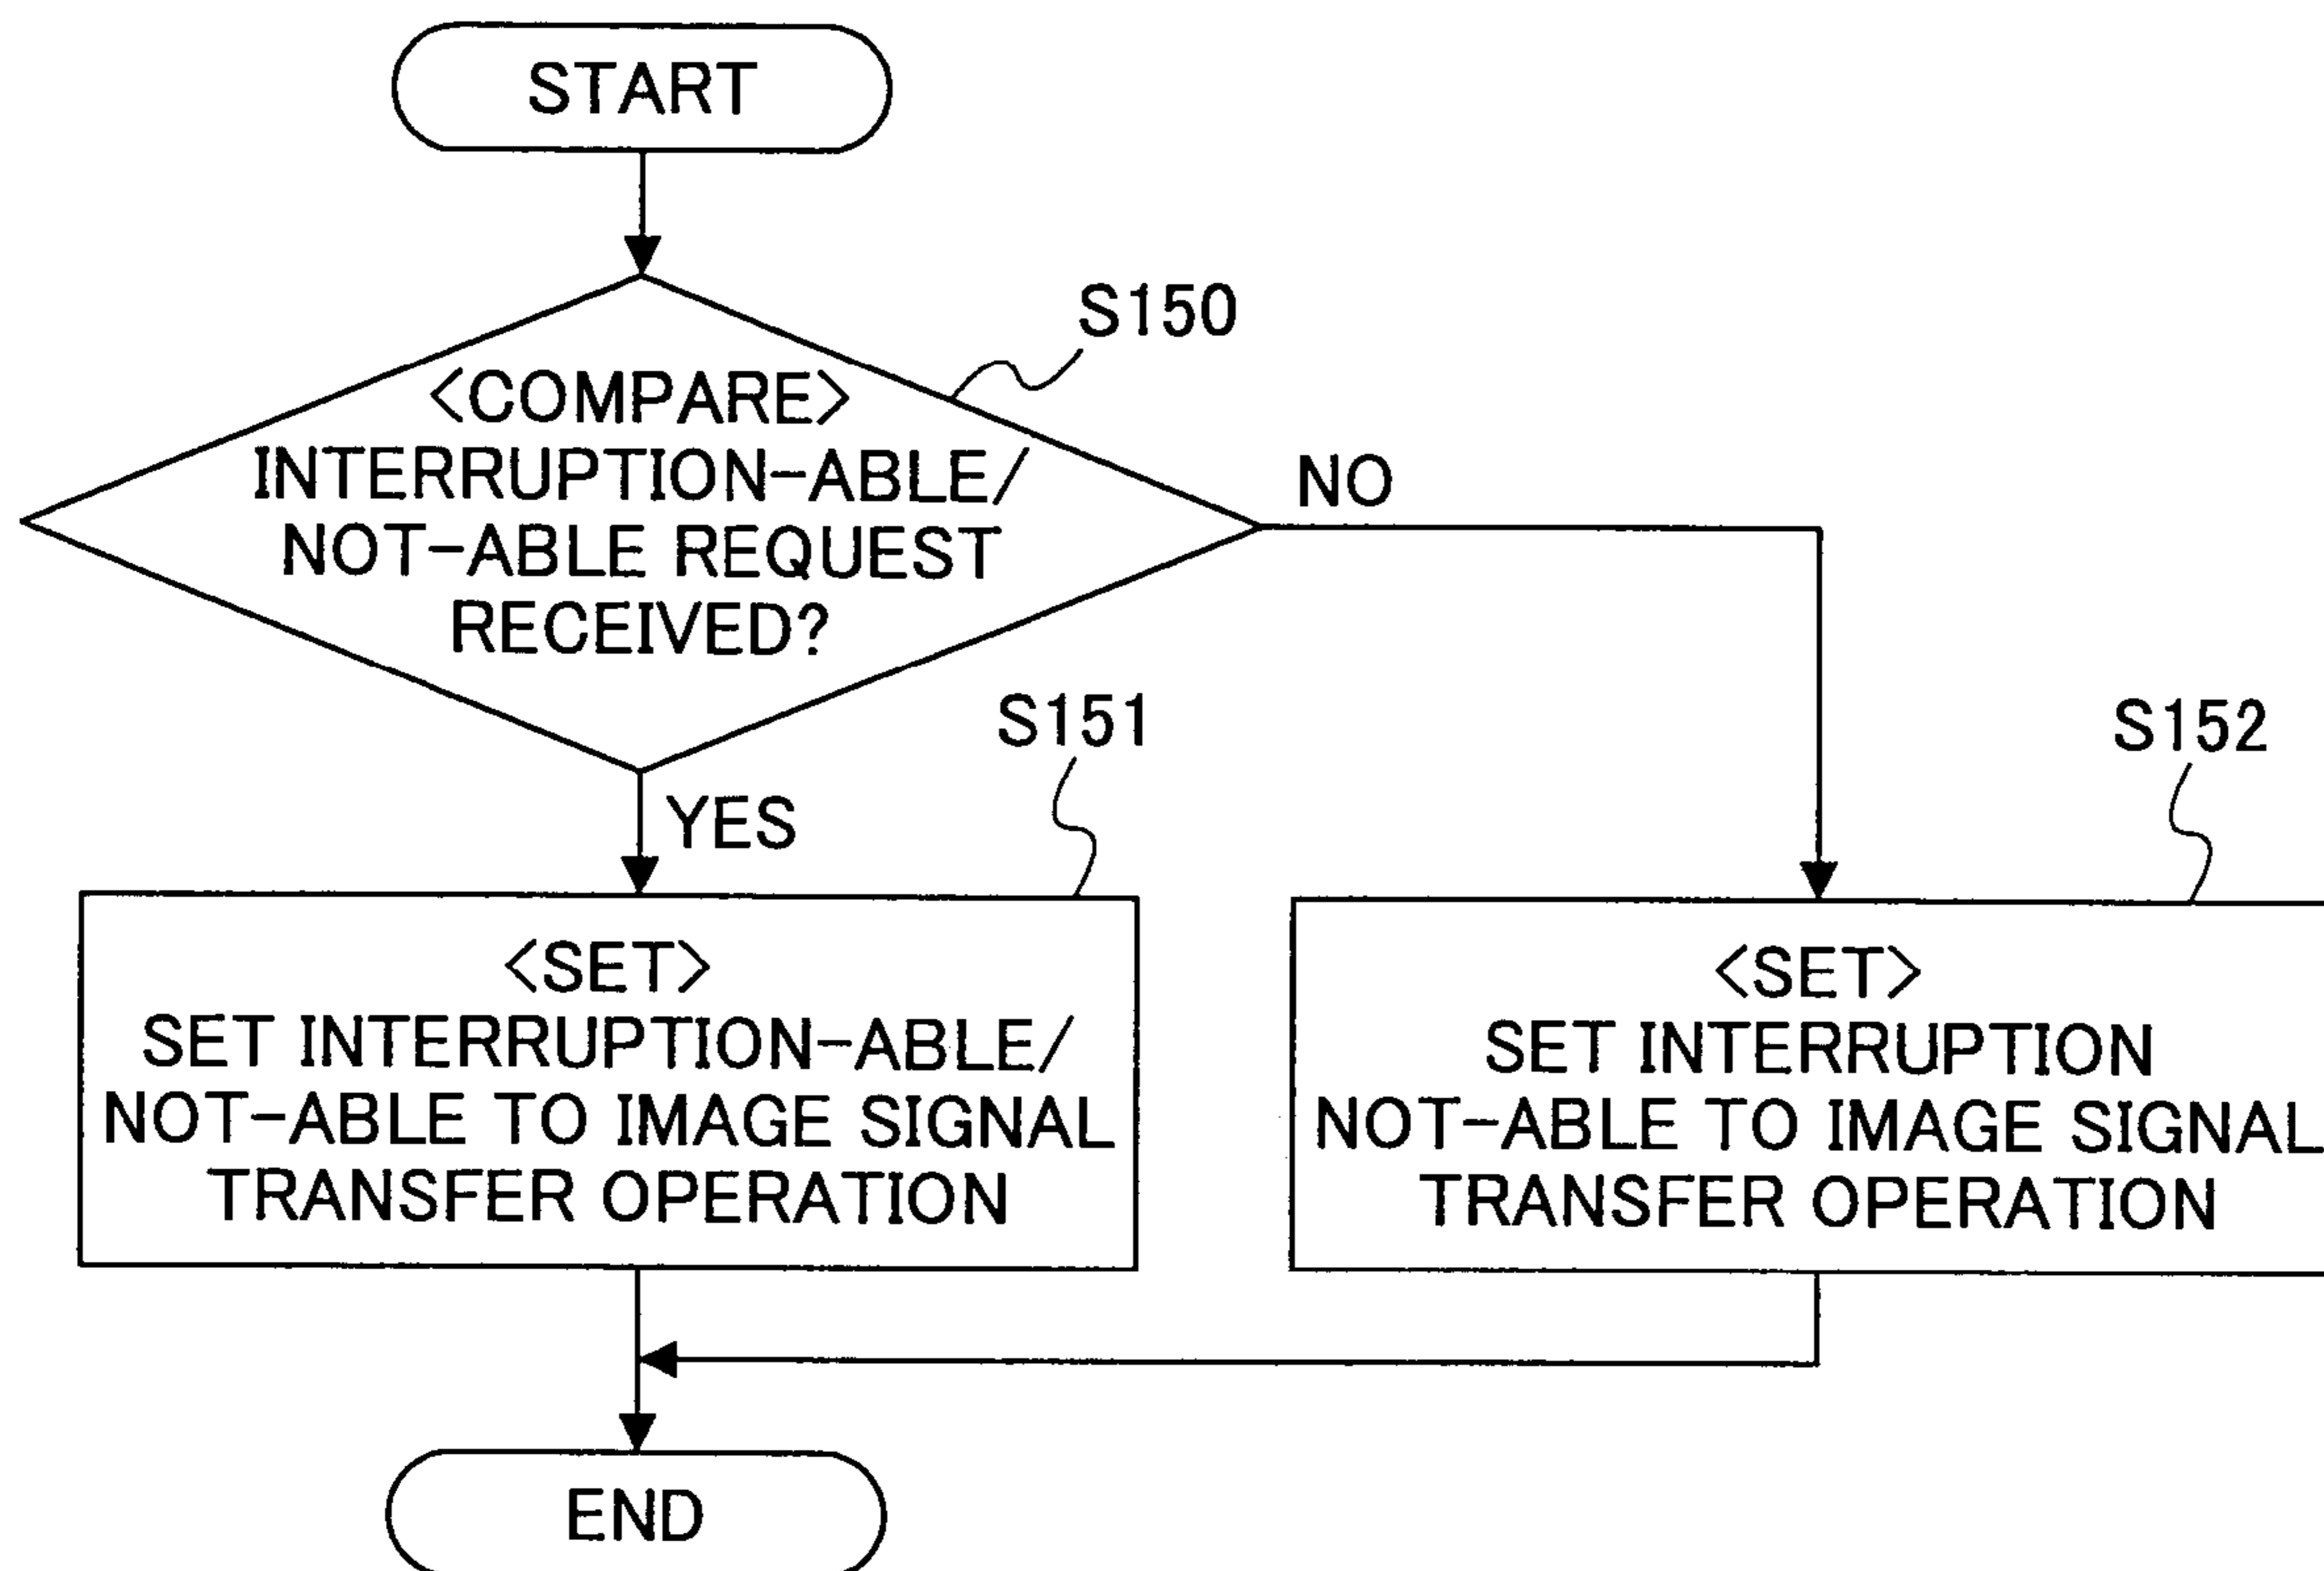 START
S150
<COMPARE>
INTERRUPTION-ABLE/
NOT-ABLE REQUEST
RECEIVED?
NO
YES
S151
S152
<SET>
SET INTERRUPTION-ABLE/
NOT-ABLE TO IMAGE SIGNAL
TRANSFER OPERATION
<SET>
SET INTERRUPTION
NOT-ABLE TO IMAGE SIGNAL
TRANSFER OPERATION
END